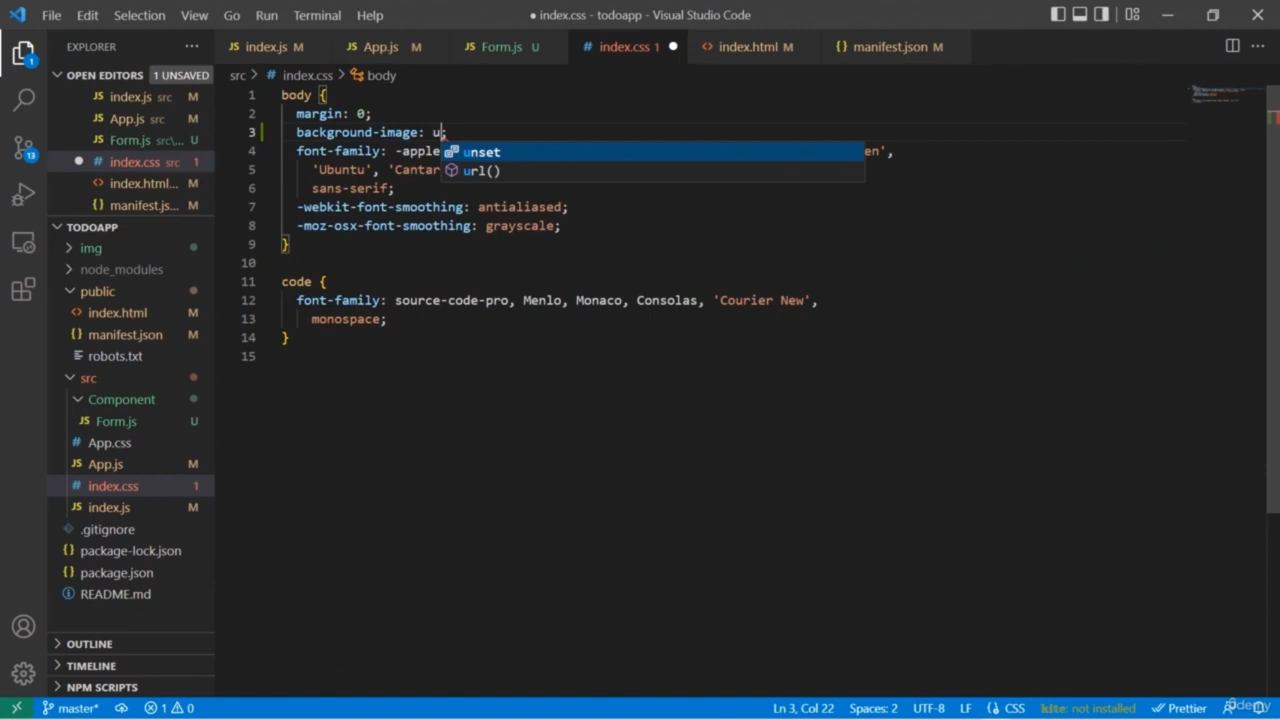 File Edit Selection View Go Run Terminal Help
● index.css - todoapp - Visual Studio Code
EXPLORER ···
JS index.js M
JS App.js M
JS Form.js U
# index.css 1 ●
<> index.html M
{} manifest.json M
OPEN EDITORS 1 UNSAVED
JS index.js src M
JS App.js src M
JS Form.js src\... U
● # index.css src 1
<> index.html... M
{} manifest.js... M
TODOAPP
img
node_modules
public
<> index.html M
{} manifest.json M
robots.txt
src
Component
JS Form.js U
# App.css
JS App.js M
# index.css 1
JS index.js M
.gitignore
{} package-lock.json
{} package.json
README.md
OUTLINE
TIMELINE
NPM SCRIPTS
src > # index.css > body
1 body {
2 margin: 0;
3 background-image: u;
4 font-family: -apple en',
unset
url()
5 'Ubuntu', 'Cantar
6 sans-serif;
7 -webkit-font-smoothing: antialiased;
8 -moz-osx-font-smoothing: grayscale;
9 }
10
11 code {
12 font-family: source-code-pro, Menlo, Monaco, Consolas, 'Courier New',
13 monospace;
14 }
15
master* 1 0 Ln 3, Col 22 Spaces: 2 UTF-8 LF {} CSS kite: not installed Prettier
Udemy